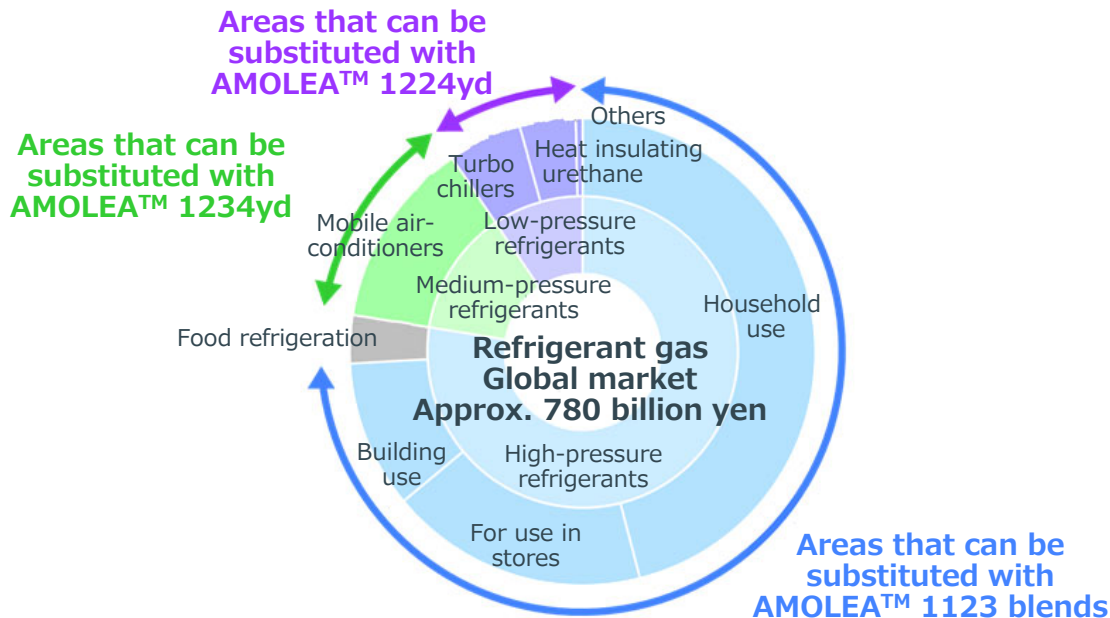 Areas that can be
substituted with
AMOLEA™ 1224yd
Areas that can be
substituted with
AMOLEA™ 1234yd
Others
Heat insulating
urethane
Turbo
chillers
Mobile air-
conditioners
Low-pressure
refrigerants
Medium-pressure
refrigerants
Household
use
Food refrigeration
Refrigerant gas
Global market
Approx. 780 billion yen
Building
use
High-pressure
refrigerants
For use in
stores
Areas that can be
substituted with
AMOLEA™ 1123 blends